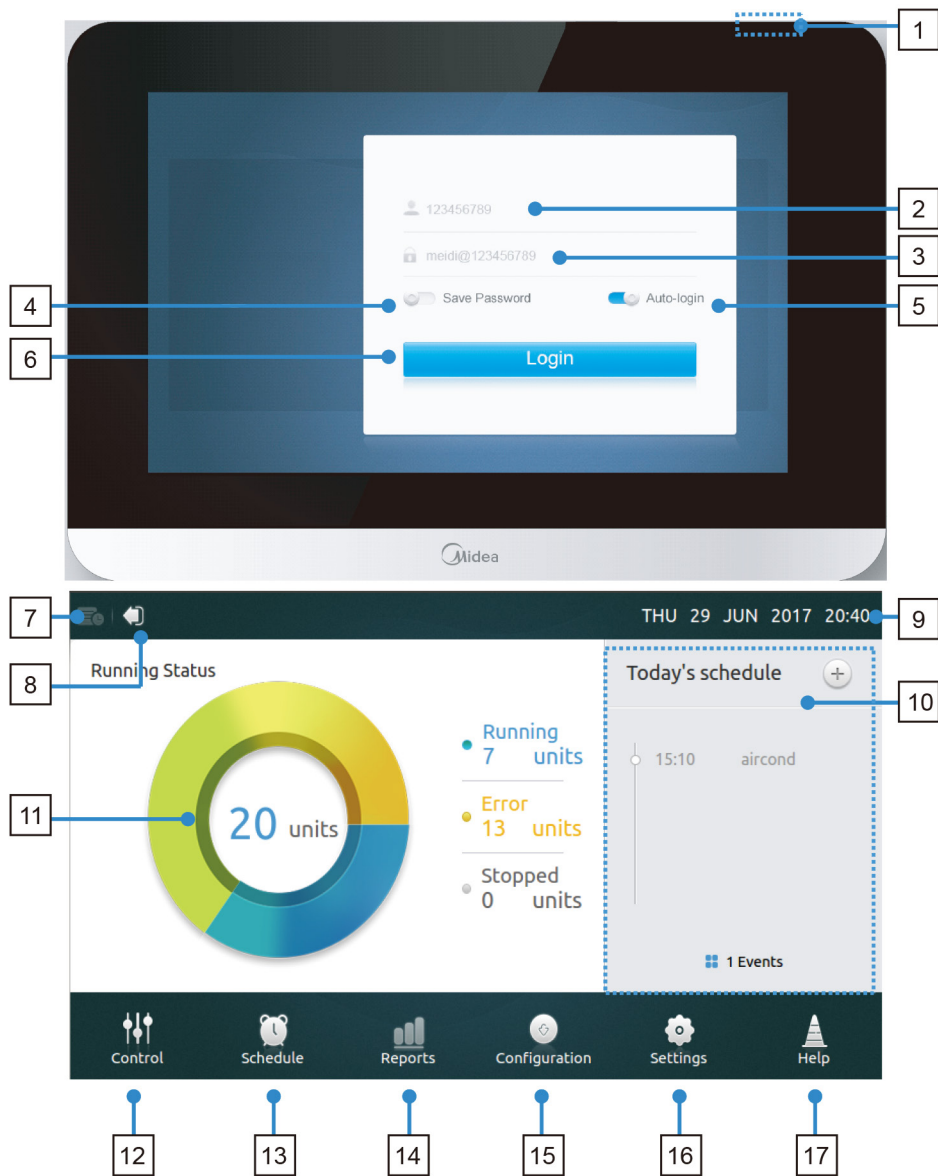 1
123456789
2
meidi@123456789
3
4
Save Password
Auto-login
5
6
Login
Midea
7
THU 29 JUN 2017 20:40
9
8
Running Status
Today's schedule
10
Running
7 units
15:10 aircond
11
20 units
Error
13 units
Stopped
0 units
1 Events
Control
Schedule
Reports
Configuration
Settings
Help
12
13
14
15
16
17